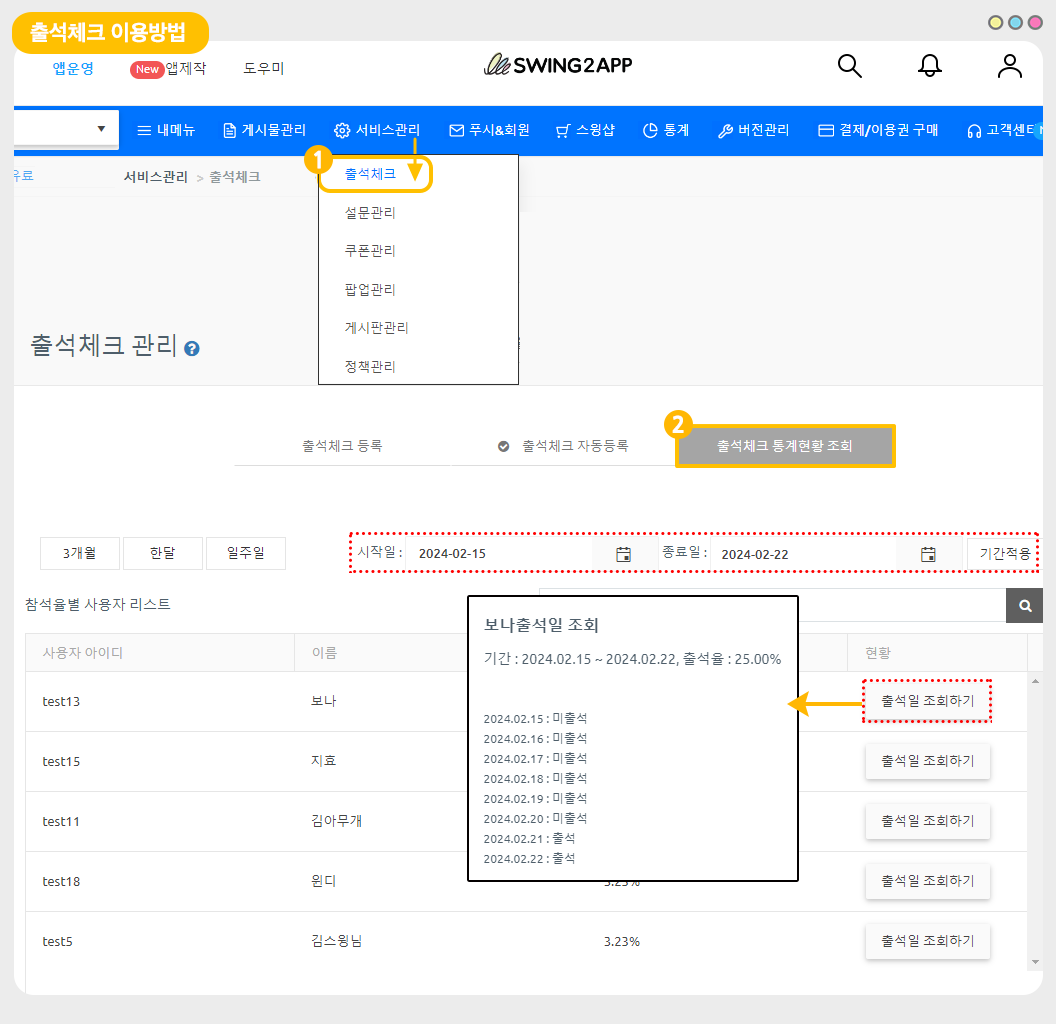 출석체크 이용방법
앱운영
New 앱제작
도우미
SWING2APP
내메뉴
게시물관리
서비스관리
푸시&회원
스윙샵
통계
버전관리
결제/이용권 구매
고객센터
유료
서비스관리 > 출석체크
1
출석체크
설문관리
쿠폰관리
팝업관리
게시판관리
정책관리
출석체크 관리 ?
출석체크 등록
출석체크 자동등록
2
출석체크 통계현황 조회
3개월
한달
일주일
시작일 : 2024-02-15
종료일 : 2024-02-22
기간적용
참석율별 사용자 리스트
사용자 아이디 이름 현황
test13 보나 출석일 조회하기
test15 지효 출석일 조회하기
test11 김아무개 출석일 조회하기
test18 윈디 3.23% 출석일 조회하기
test5 김스윙님 3.23% 출석일 조회하기
보나출석일 조회
기간 : 2024.02.15 ~ 2024.02.22, 출석율 : 25.00%
2024.02.15 : 미출석
2024.02.16 : 미출석
2024.02.17 : 미출석
2024.02.18 : 미출석
2024.02.19 : 미출석
2024.02.20 : 미출석
2024.02.21 : 출석
2024.02.22 : 출석